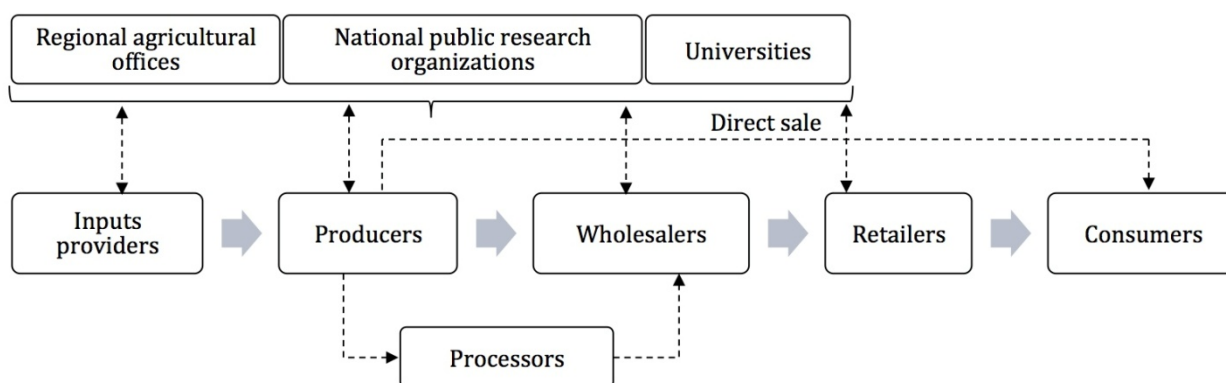 Regional agricultural
offices
National public research
organizations
Universities
Direct sale
Inputs
providers
Producers
Wholesalers
Retailers
Consumers
Processors